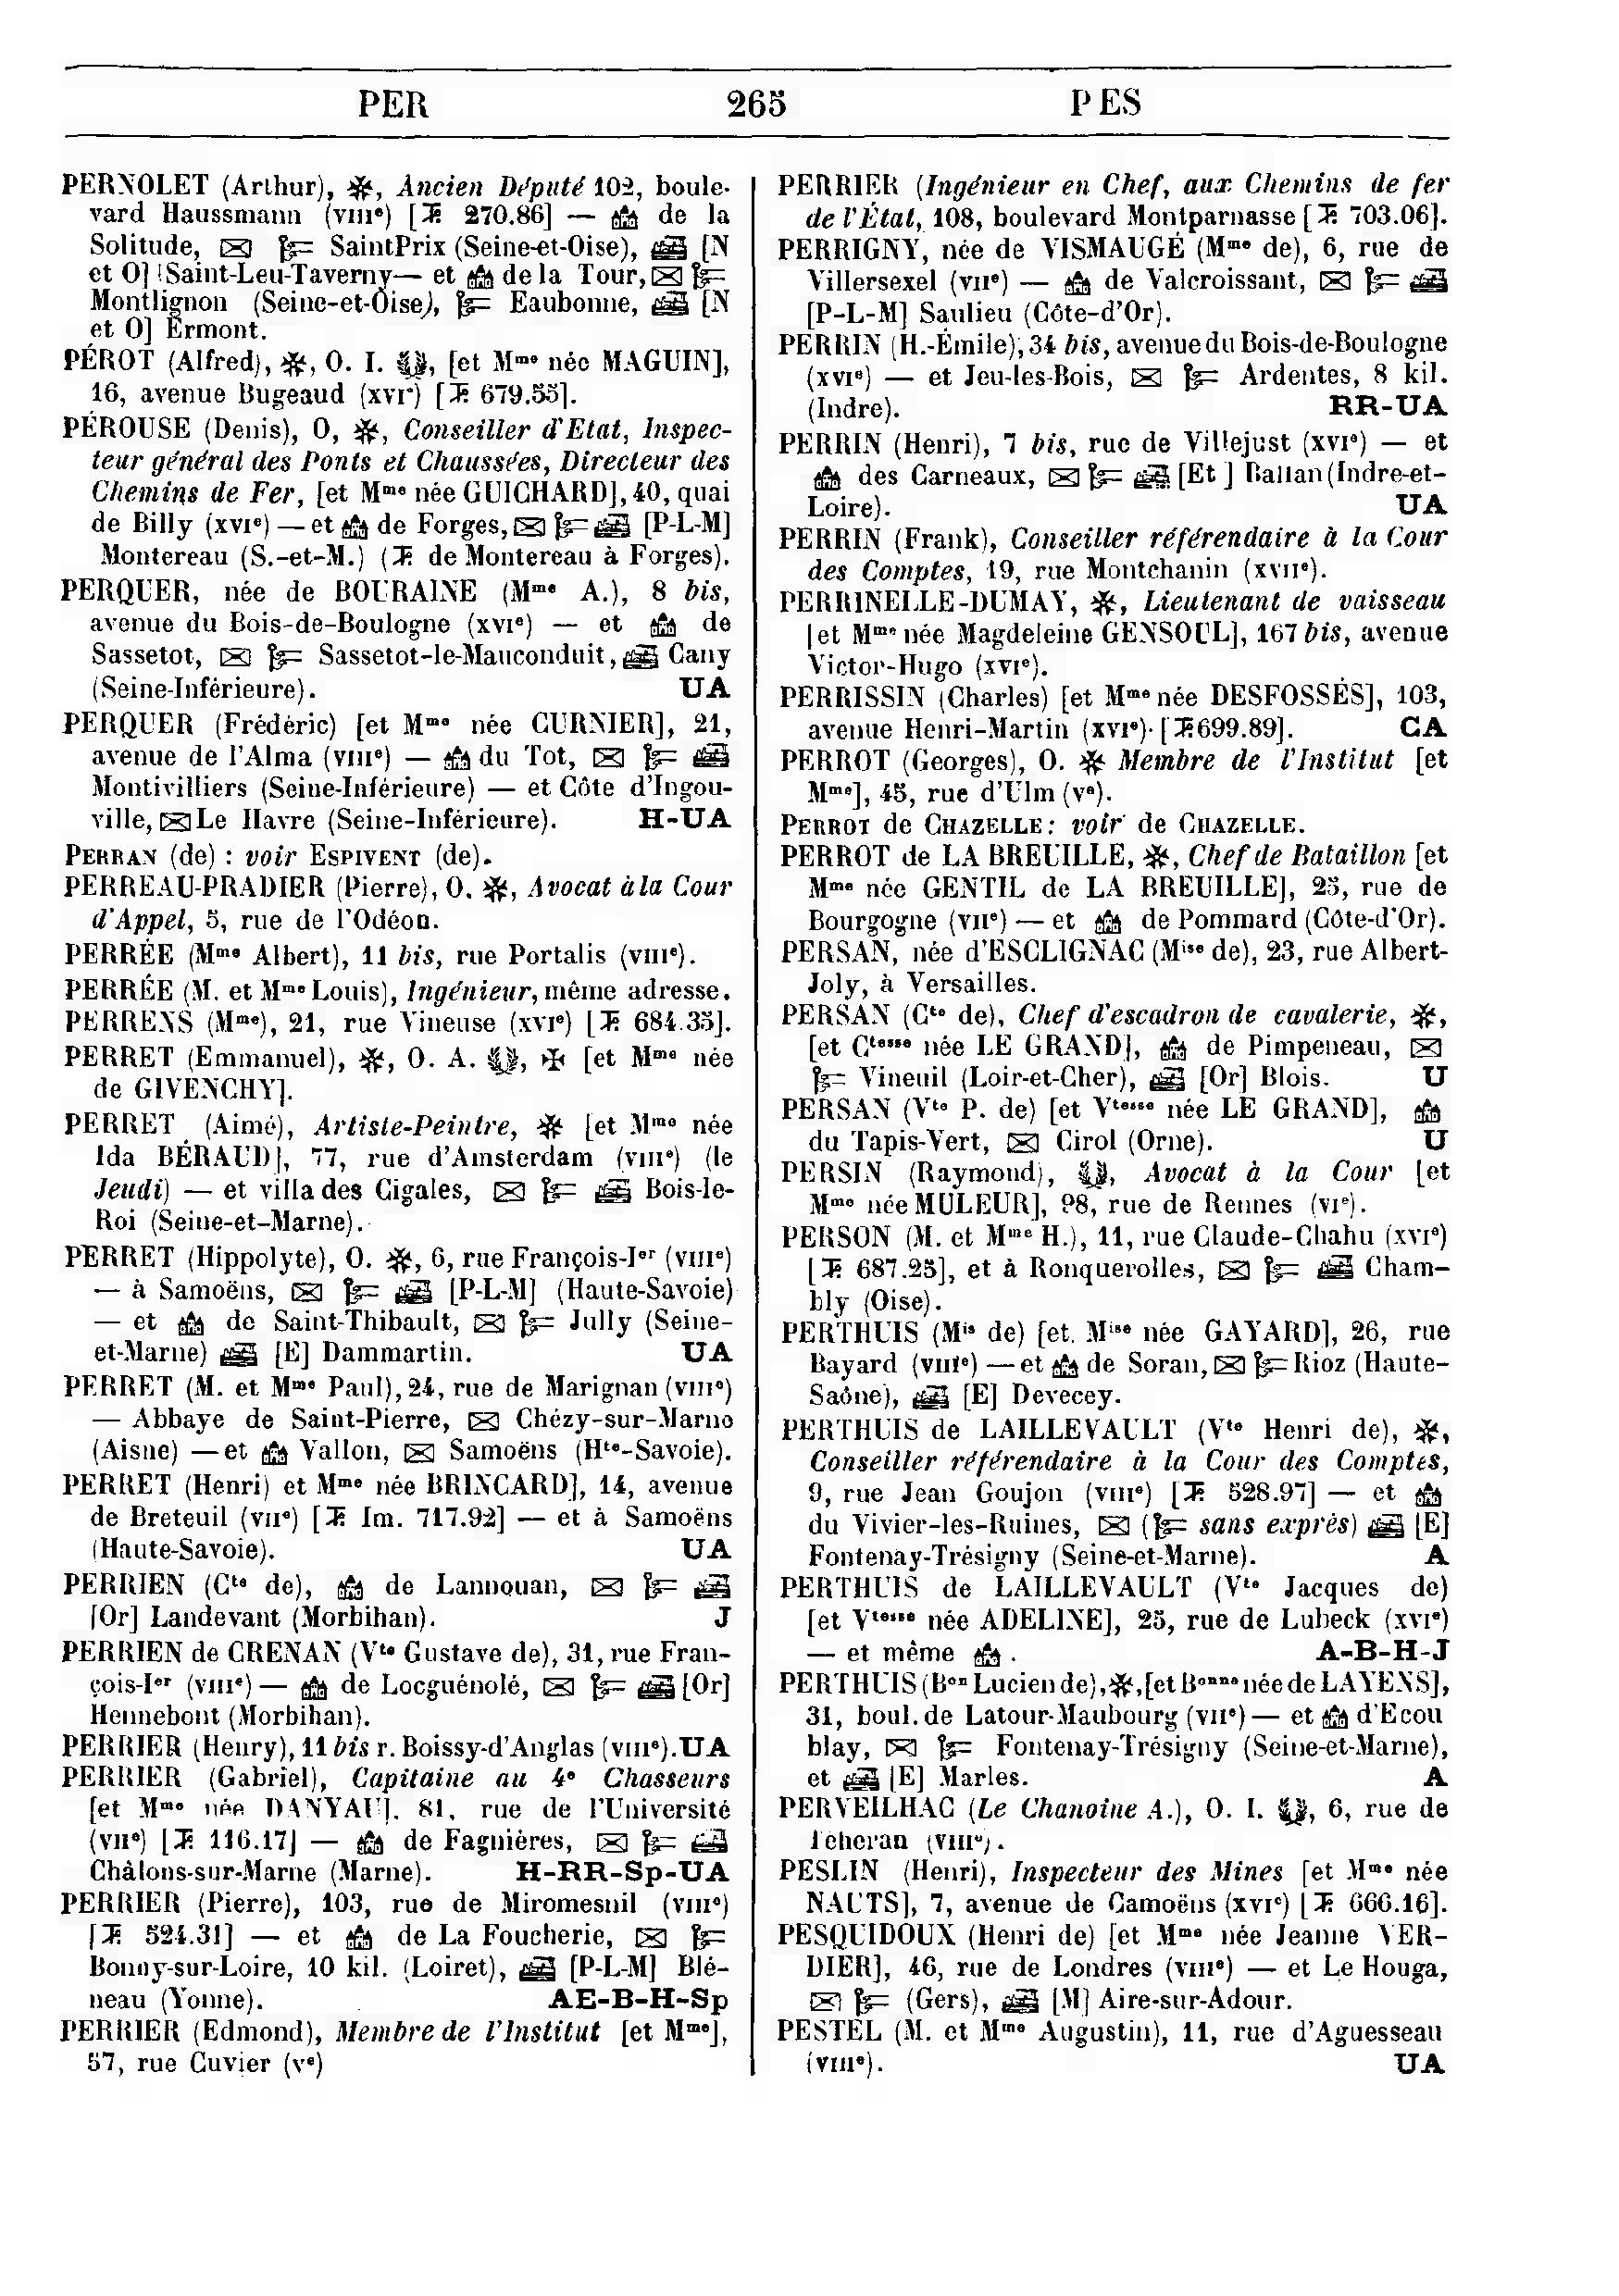 PER 265 PES
PERNOLET (Arthur), Ancien Député 102, boule-
vard Haussmann (VIIIe) [ 270.86] — de la
Solitude, SaintPrix (Seine-et-Oise), [N
et O] Saint-Leu-Taverny— et de la Tour,
Montlignon (Seine-et-Oise), Eaubonne, [N
et O] Ermont.
PÉROT (Alfred), , O. I. , [et Mme née MAGUIN],
16, avenue Bugeaud (XVIe) [ 679.55].
PÉROUSE (Denis), O, , Conseiller d'Etat, Inspec-
teur général des Ponts et Chaussées, Directeur des
Chemins de Fer, [et Mme née GUICHARD], 40, quai
de Billy (XVIe) — et de Forges, [P-L-M]
Montereau (S.-et-M.) ( de Montereau à Forges).
PERQUER, née de BOURAINE (Mme A.), 8 bis,
avenue du Bois-de-Boulogne (XVIe) — et de
Sassetot, Sassetot-le-Mauconduit, Cany
(Seine-Inférieure). UA
PERQUER (Frédéric) [et Mme née CURNIER], 21,
avenue de l'Alma (VIIIe) — du Tot,
Montivilliers (Seine-Inférieure) — et Côte d'Ingou-
ville, Le Havre (Seine-Inférieure). H-UA
PERRAN (de) : voir ESPIVENT (de).
PERREAU-PRADIER (Pierre), O. , Avocat à la Cour
d'Appel, 5, rue de l'Odéon.
PERRÉE (Mme Albert), 11 bis, rue Portalis (VIIIe).
PERRÉE (M. et Mme Louis), Ingénieur, même adresse.
PERRENS (Mme), 21, rue Vineuse (XVIe) [ 684.35].
PERRET (Emmanuel), , O. A. , ✠ [et Mme née
de GIVENCHY].
PERRET (Aimé), Artiste-Peintre, [et Mme née
Ida BÉRAUD], 77, rue d'Amsterdam (VIIIe) (le
Jeudi) — et villa des Cigales, Bois-le-
Roi (Seine-et-Marne).
PERRET (Hippolyte), O. , 6, rue François-Ier (VIIIe)
— à Samoëns, [P-L-M] (Haute-Savoie)
— et de Saint-Thibault, Jully (Seine-
et-Marne) [E] Dammartin. UA
PERRET (M. et Mme Paul), 24, rue de Marignan (VIIIe)
— Abbaye de Saint-Pierre, Chézy-sur-Marne
(Aisne) — et Vallon, Samoëns (Hte-Savoie).
PERRET (Henri) et Mme née BRINCARD], 14, avenue
de Breteuil (VIIe) [ Im. 717.92] — et à Samoëns
(Haute-Savoie). UA
PERRIEN (Cte de), de Lannouan,
[Or] Landevant (Morbihan). J
PERRIEN de CRENAN (Vte Gustave de), 31, rue Fran-
çois-Ier (VIIIe) — de Locguénolé, [Or]
Hennebont (Morbihan).
PERRIER (Henry), 11 bis r. Boissy-d'Anglas (VIIIe). UA
PERRIER (Gabriel), Capitaine au 4e Chasseurs
[et Mme née DANYAU], 81, rue de l'Université
(VIIe) [ 116.17] — de Fagnières,
Châlons-sur-Marne (Marne). H-RR-Sp-UA
PERRIER (Pierre), 103, rue de Miromesnil (VIIIe)
[ 524.31] — et de La Foucherie,
Bonny-sur-Loire, 10 kil. (Loiret), [P-L-M] Blé-
neau (Yonne). AE-B-H-Sp
PERRIER (Edmond), Membre de l'Institut [et Mme],
57, rue Cuvier (Ve)
PERRIER (Ingénieur en Chef, aux Chemins de fer
de l'État, 108, boulevard Montparnasse [ 703.06].
PERRIGNY, née de VISMAUGÉ (Mme de), 6, rue de
Villersexel (VIIe) — de Valcroissant,
[P-L-M] Saulieu (Côte-d'Or).
PERRIN (H.-Émile), 34 bis, avenue du Bois-de-Boulogne
(XVIe) — et Jeu-les-Bois, Ardentes, 8 kil.
(Indre). RR-UA
PERRIN (Henri), 7 bis, rue de Villejust (XVIe) — et
des Carneaux, [Et ] Ballan (Indre-et-
Loire). UA
PERRIN (Frank), Conseiller référendaire à la Cour
des Comptes, 19, rue Montchanin (XVIIe).
PERRINELLE-DUMAY, , Lieutenant de vaisseau
[et Mme née Magdeleine GENSOUL], 167 bis, avenue
Victor-Hugo (XVIe).
PERRISSIN (Charles) [et Mme née DESFOSSÉS], 103,
avenue Henri-Martin (XVIe) [ 699.89]. CA
PERROT (Georges), O. Membre de l'Institut [et
Mme], 45, rue d'Ulm (Ve).
PERROT de CHAZELLE : voir de CHAZELLE.
PERROT de LA BREUILLE, , Chef de Bataillon [et
Mme née GENTIL de LA BREUILLE], 25, rue de
Bourgogne (VIIe) — et de Pommard (Côte-d'Or).
PERSAN, née d'ESCLIGNAC (Mise de), 23, rue Albert-
Joly, à Versailles.
PERSAN (Cte de), Chef d'escadron de cavalerie, ,
[et Ctesse née LE GRAND], de Pimpeneau,
Vineuil (Loir-et-Cher), [Or] Blois. U
PERSAN (Vte P. de) [et Vtesse née LE GRAND],
du Tapis-Vert, Cirol (Orne). U
PERSIN (Raymond), , Avocat à la Cour [et
Mme née MULEUR], 98, rue de Rennes (VIe).
PERSON (M. et Mme H.), 11, rue Claude-Chahu (XVIe)
[ 687.25], et à Ronquerolles, Cham-
bly (Oise).
PERTHUIS (Mis de) [et. Mise née GAYARD], 26, rue
Bayard (VIIIe) — et de Soran, Rioz (Haute-
Saône), [E] Devecey.
PERTHUIS de LAILLEVAULT (Vte Henri de), ,
Conseiller référendaire à la Cour des Comptes,
9, rue Jean Goujon (VIIIe) [ 528.97] — et
du Vivier-les-Ruines, ( sans exprès) [E]
Fontenay-Trésigny (Seine-et-Marne). A
PERTHUIS de LAILLEVAULT (Vte Jacques de)
[et Vtesse née ADELINE], 25, rue de Lubeck (XVIe)
— et même . A-B-H-J
PERTHUIS (Bon Lucien de), , [et Bonne née de LAYENS],
31, boul. de Latour-Maubourg (VIIe) — et d'Ecou
blay, Fontenay-Trésigny (Seine-et-Marne),
et [E] Marles. A
PERVEILHAC (Le Chanoine A.), O. I. , 6, rue de
Téhéran (VIIIe).
PESLIN (Henri), Inspecteur des Mines [et Mme née
NAUTS], 7, avenue de Camoëns (XVIe) [ 666.16].
PESQUIDOUX (Henri de) [et Mme née Jeanne VER-
DIER], 46, rue de Londres (VIIIe) — et Le Houga,
(Gers), [M] Aire-sur-Adour.
PESTEL (M. et Mme Augustin), 11, rue d'Aguesseau
(VIIIe). UA